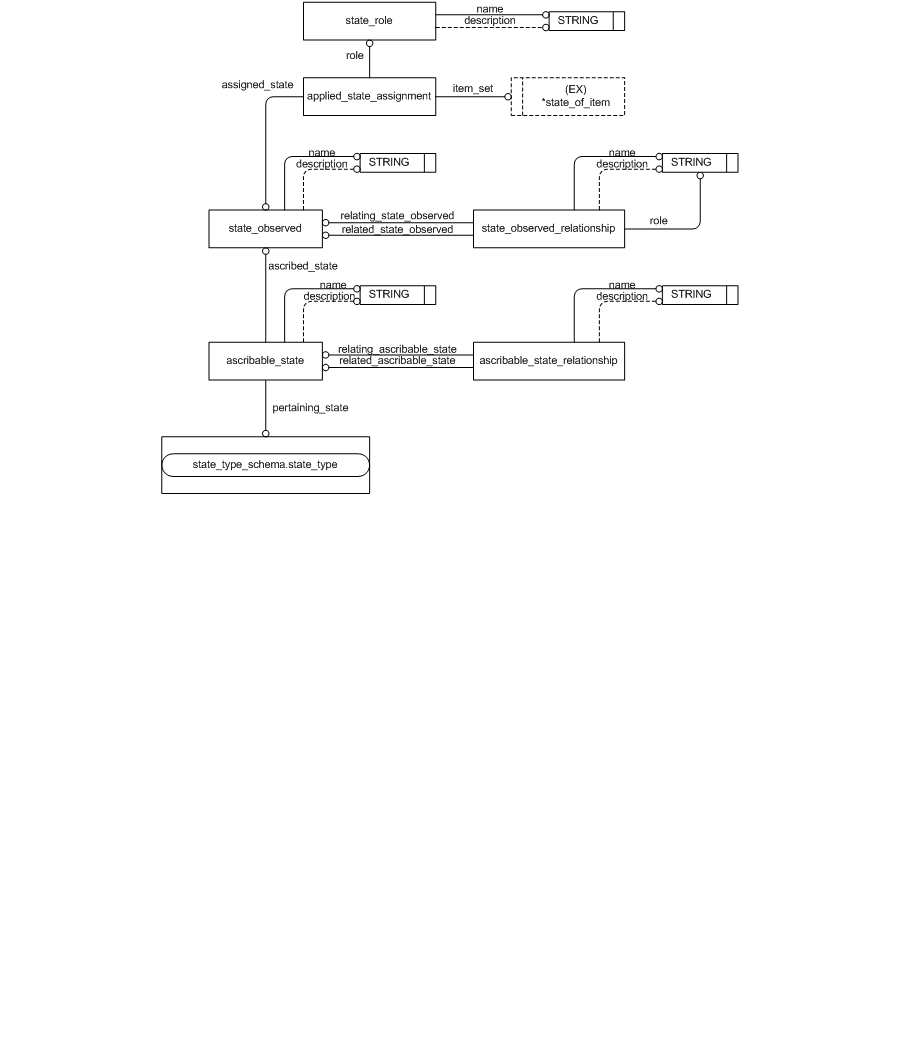 name
state_role
description
STRING
role
assigned_state
applied_state_assignment
item_set
(EX)
*state_of_item
name
description
STRING
name
description
STRING
relating_state_observed
state_observed
related_state_observed
state_observed_relationship
role
ascribed_state
name
description
STRING
name
description
STRING
relating_ascribable_state
ascribable_state
related_ascribable_state
ascribable_state_relationship
pertaining_state
state_type_schema.state_type